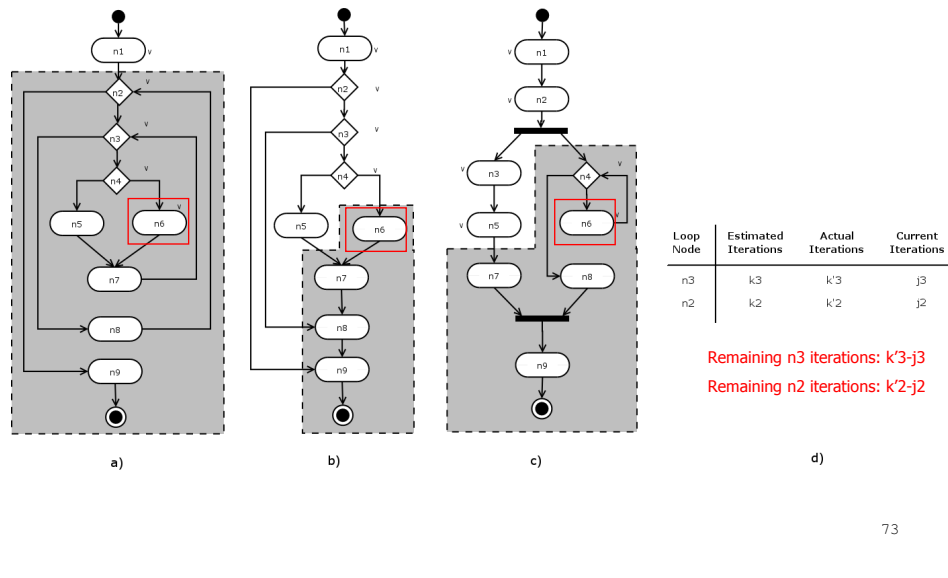 n1 v
v
n2
v
n3
v
n4
v
n5
n6
n7
n8
n9
a)
n1 v
n2 v
n3 v
n4 v
n5
n6
n7
n8
n9
b)
v n1
v n2
v n3
v
n4
v n5
v
n6
n7
n8
n9
c)
Loop Estimated Actual Current
Node Iterations Iterations Iterations
n3 k3 k'3 j3
n2 k2 k'2 j2
Remaining n3 iterations: k’3-j3
Remaining n2 iterations: k’2-j2
d)
73